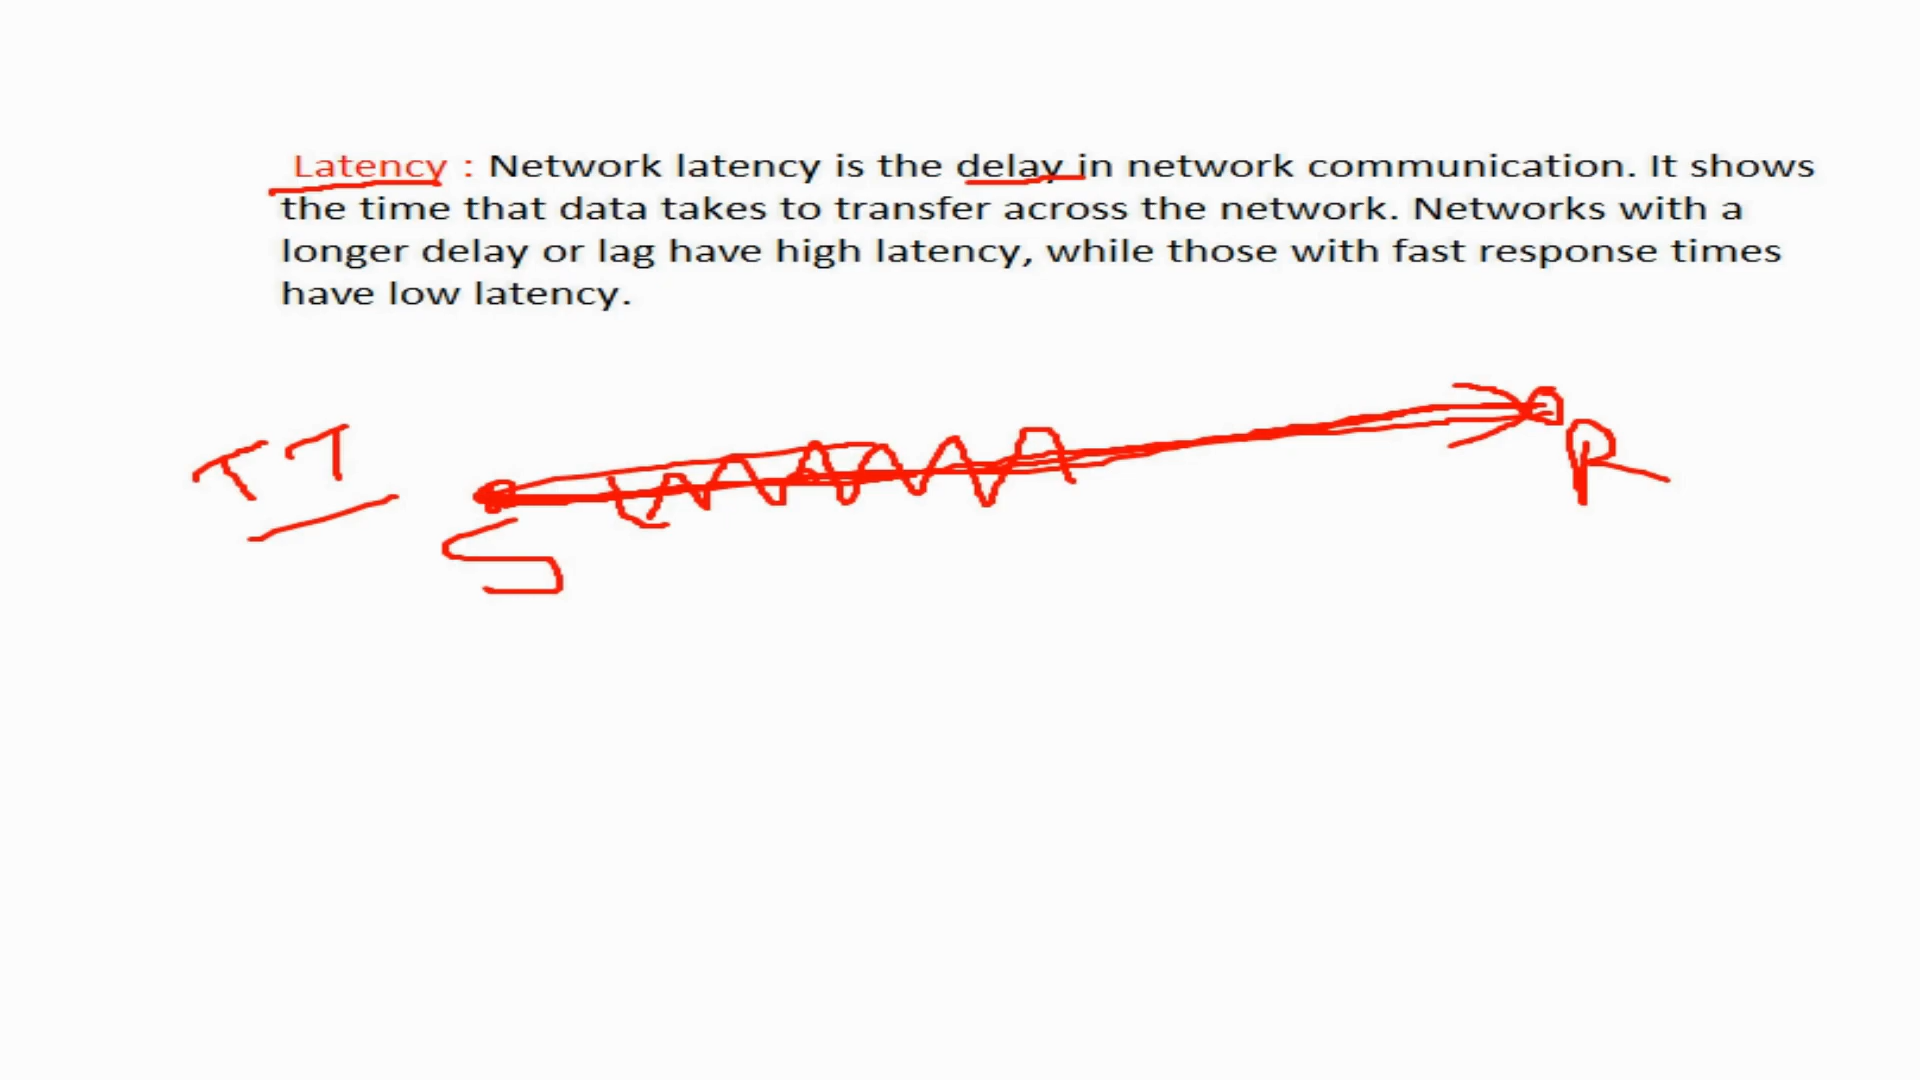 Latency : Network latency is the delay in network communication. It shows
the time that data takes to transfer across the network. Networks with a
longer delay or lag have high latency, while those with fast response times
have low latency.
TT
S
R